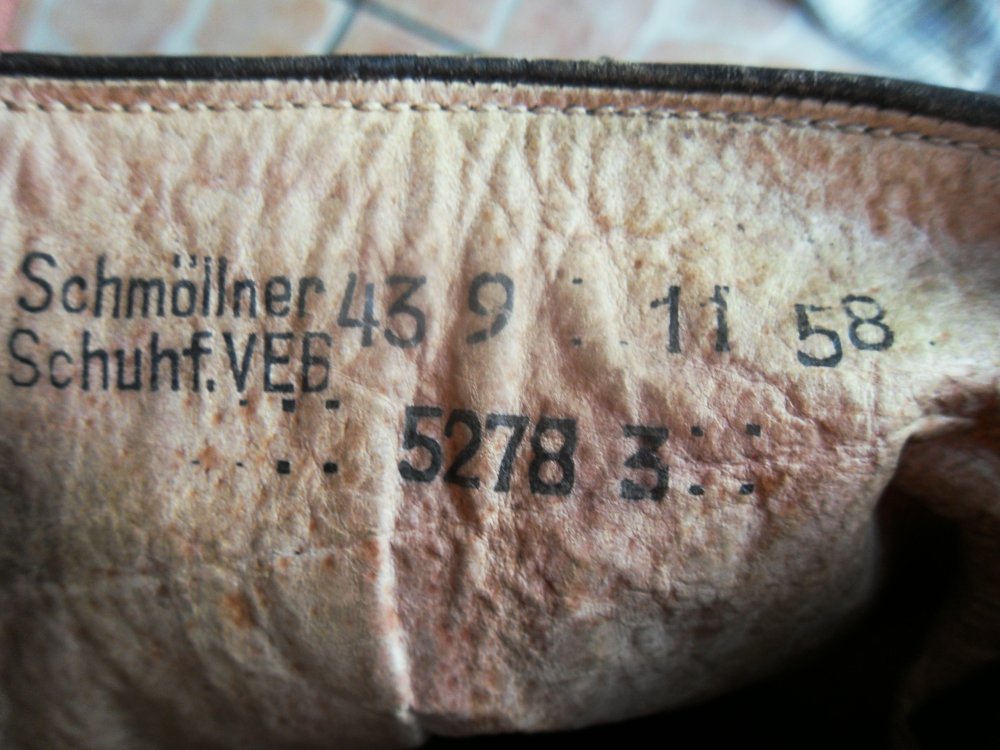 Schmöllner 43 9 11 58
Schuhf. VEB
5278 3